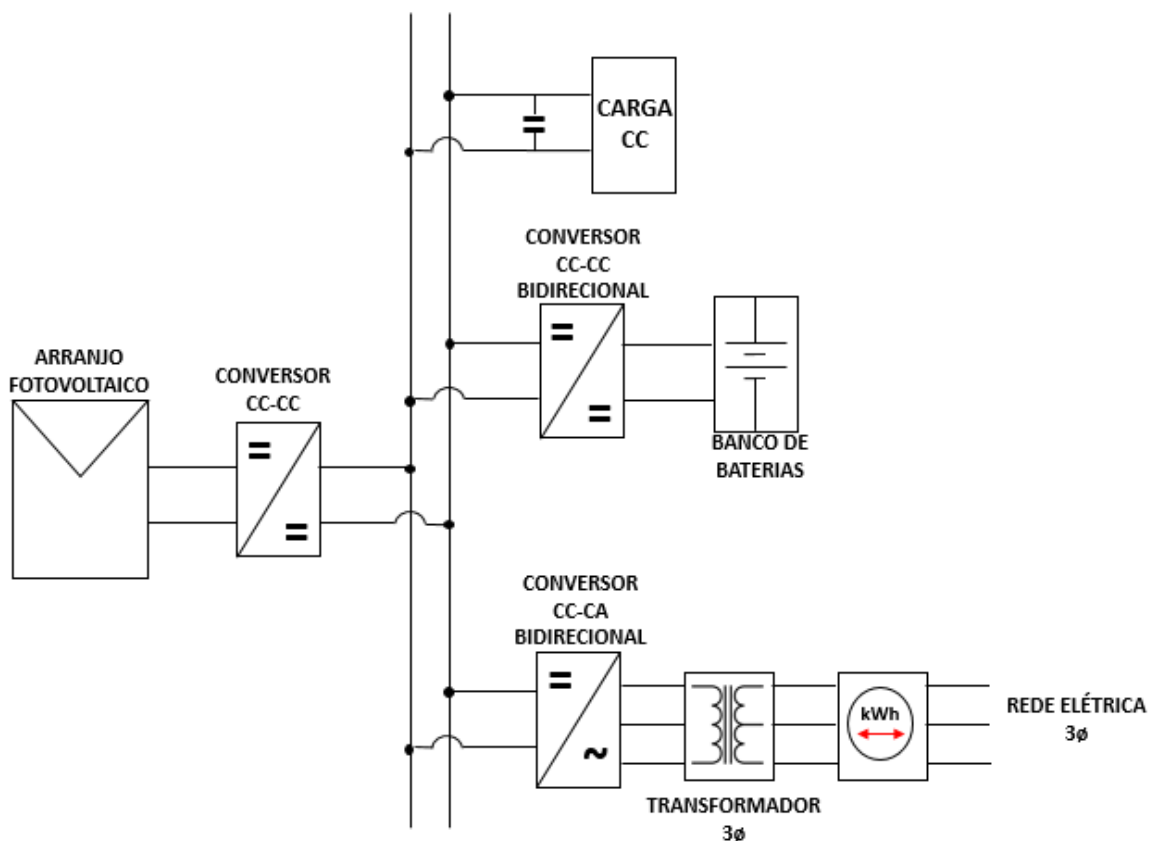 CARGA
CC
CONVERSOR
CC-CC
BIDIRECIONAL
BANCO DE
BATERIAS
ARRANJO
FOTOVOLTAICO
CONVERSOR
CC-CC
CONVERSOR
CC-CA
BIDIRECIONAL
kWh
REDE ELÉTRICA
3ø
TRANSFORMADOR
3ø